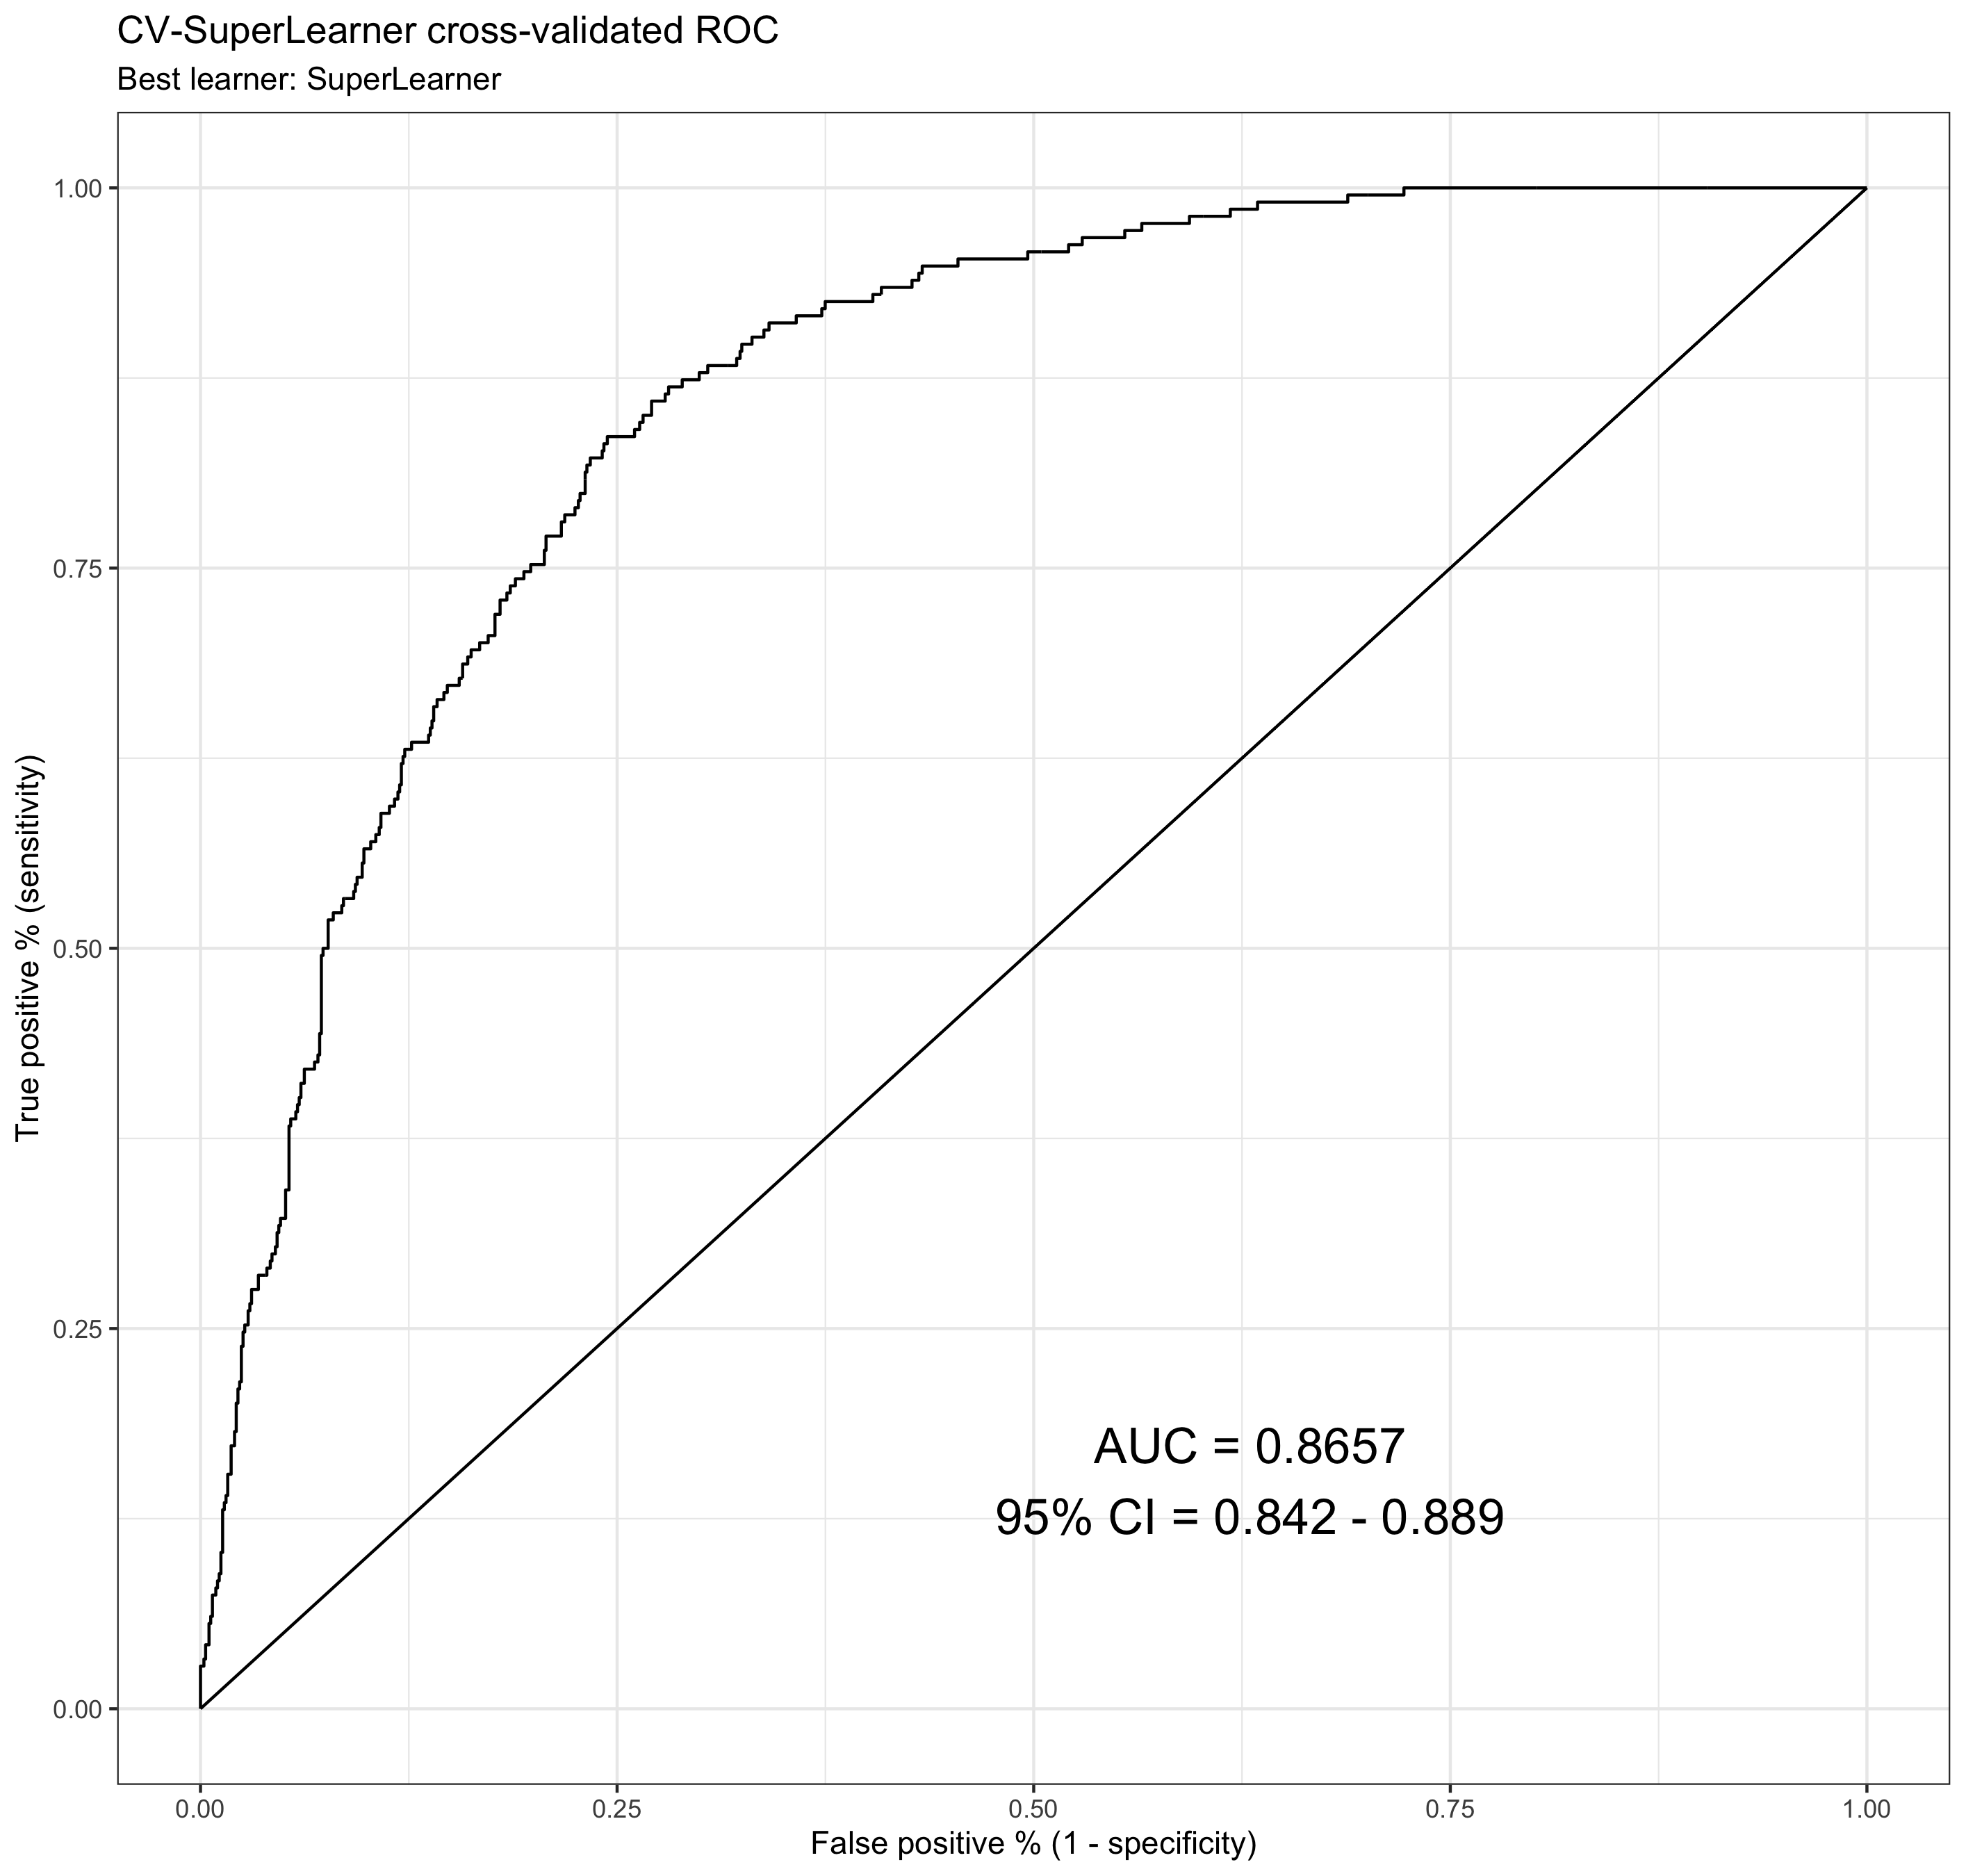 CV-SuperLearner cross-validated ROC
Best learner: SuperLearner
True positive % (sensitivity)
1.00
0.75
0.50
0.25
0.00
AUC = 0.8657
95% CI = 0.842 - 0.889
0.00 0.25 0.50 0.75 1.00
False positive % (1 - specificity)